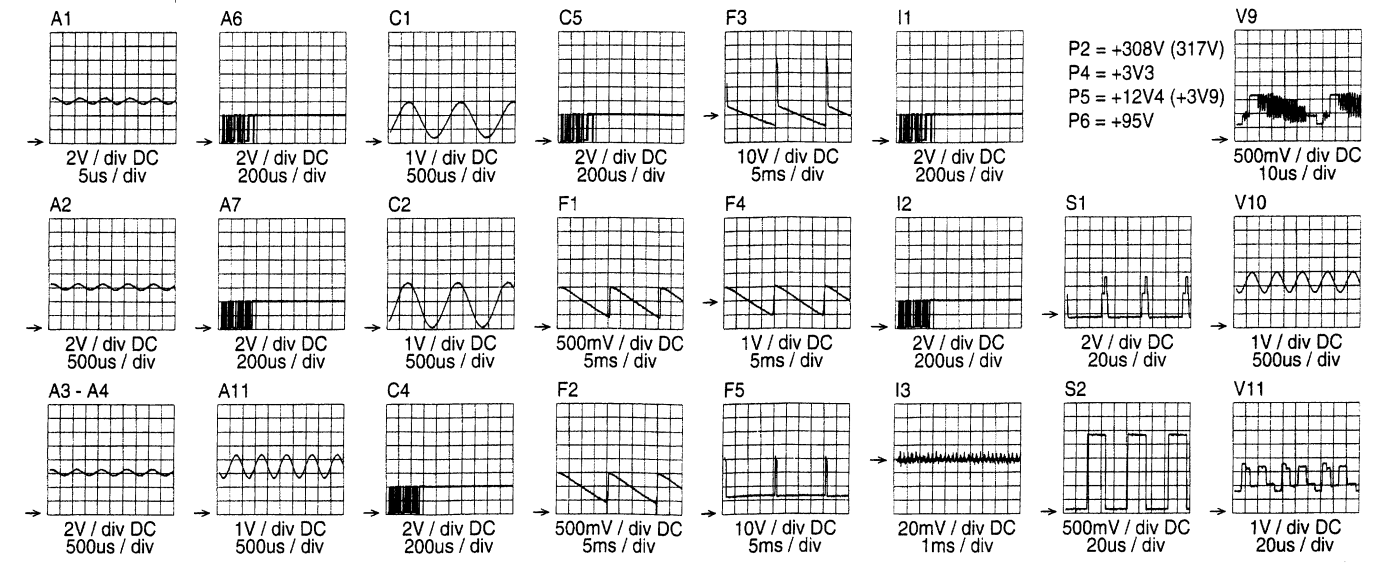 A1
2V / div DC
5us / div
A6
2V / div DC
200us / div
C1
1V / div DC
500us / div
C5
2V / div DC
200us / div
F3
10V / div DC
5ms / div
I1
2V / div DC
200us / div
P2 = +308V (317V)
P4 = +3V3
P5 = +12V4 (+3V9)
P6 = +95V
V9
500mV / div DC
10us / div
A2
2V / div DC
500us / div
A7
2V / div DC
200us / div
C2
1V / div DC
500us / div
F1
500mV / div DC
5ms / div
F4
1V / div DC
5ms / div
I2
2V / div DC
200us / div
S1
2V / div DC
20us / div
V10
1V / div DC
500us / div
A3 - A4
2V / div DC
500us / div
A11
1V / div DC
500us / div
C4
2V / div DC
200us / div
F2
500mV / div DC
5ms / div
F5
10V / div DC
5ms / div
I3
20mV / div DC
1ms / div
S2
500mV / div DC
20us / div
V11
1V / div DC
20us / div